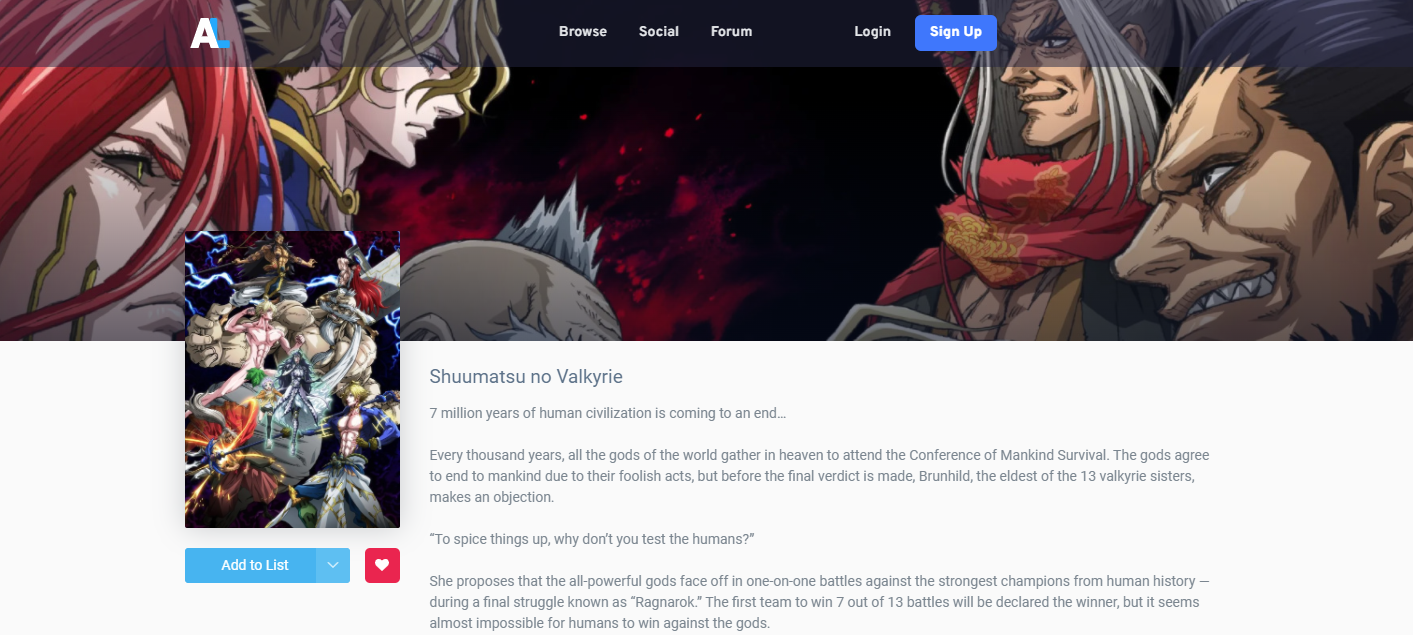 AL
Browse
Social
Forum
Login
Sign Up
Shuumatsu no Valkyrie
7 million years of human civilization is coming to an end…
Every thousand years, all the gods of the world gather in heaven to attend the Conference of Mankind Survival. The gods agree
to end to mankind due to their foolish acts, but before the final verdict is made, Brunhild, the eldest of the 13 valkyrie sisters,
makes an objection.
“To spice things up, why don’t you test the humans?”
She proposes that the all-powerful gods face off in one-on-one battles against the strongest champions from human history —
during a final struggle known as “Ragnarok.” The first team to win 7 out of 13 battles will be declared the winner, but it seems
almost impossible for humans to win against the gods.
Add to List